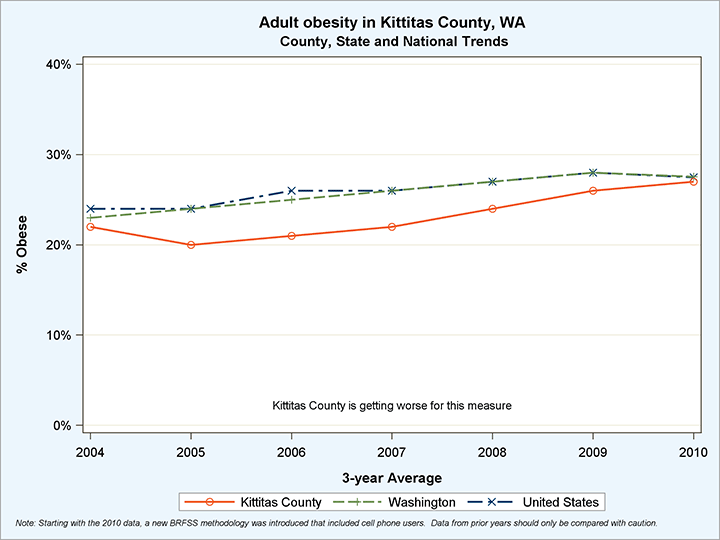 Adult obesity in Kittitas County, WA
County, State and National Trends
40%
30%
20%
10%
0%
% Obese
Kittitas County is getting worse for this measure
2004 2005 2006 2007 2008 2009 2010
3-year Average
Kittitas County Washington United States
Note: Starting with the 2010 data, a new BRFSS methodology was introduced that included cell phone users. Data from prior years should only be compared with caution.